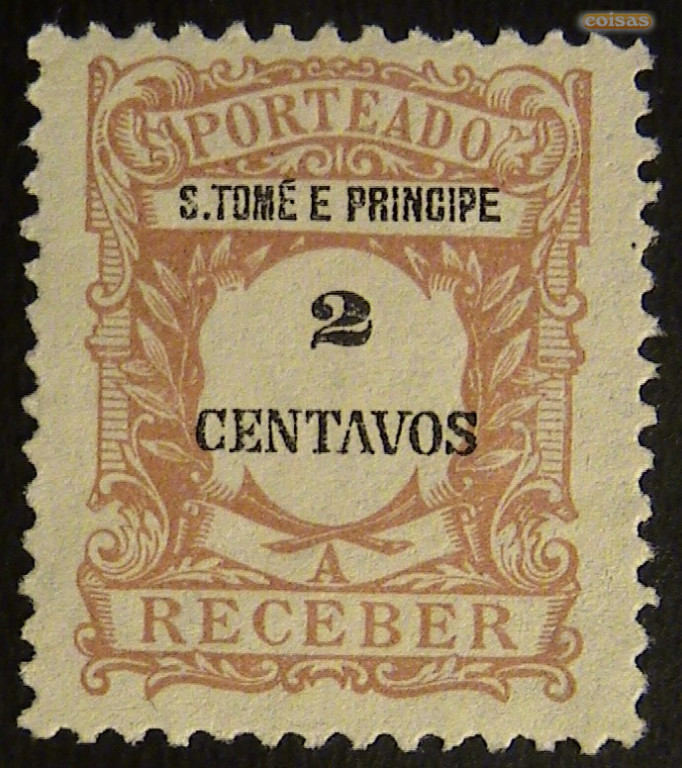 coisas
PORTEADO
S.TOMÉ E PRINCIPE
2
CENTAVOS
A
RECEBER